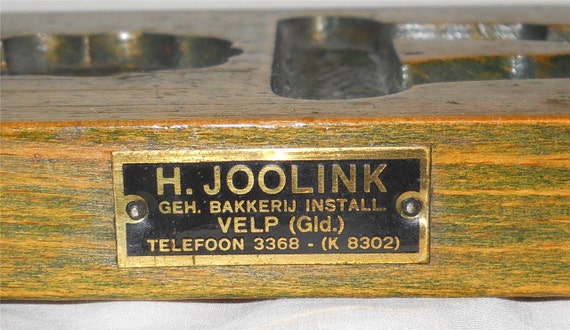 H. JOOLINK
GEH. BAKKERIJ INSTALL.
VELP (Gld.)
TELEFOON 3368 - (K 8302)